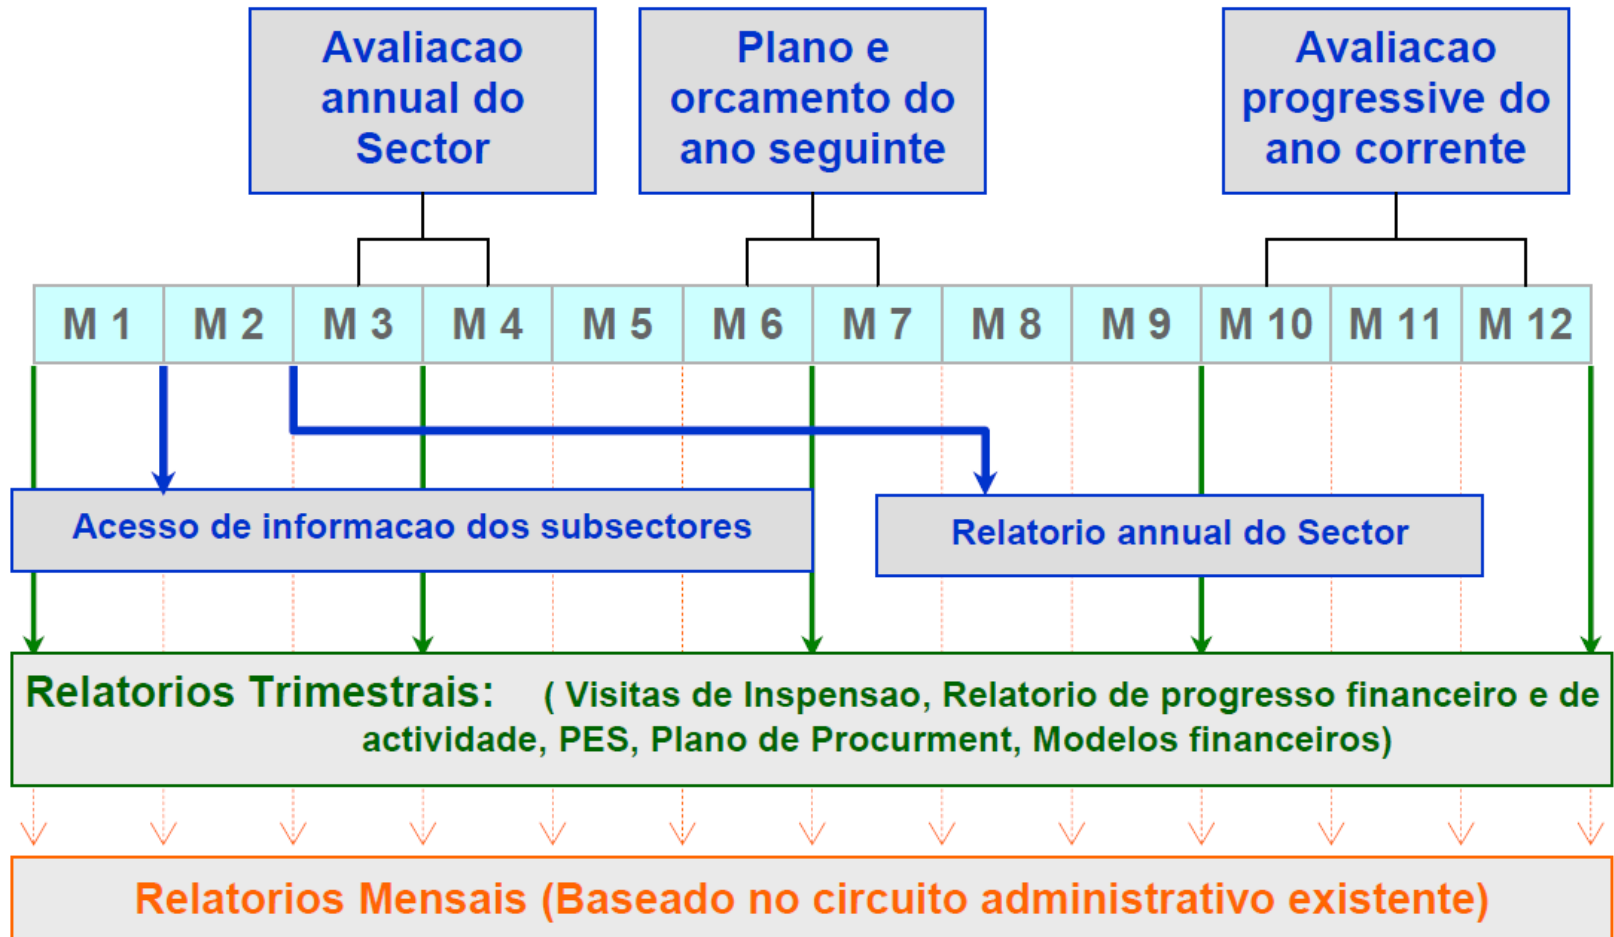 Avaliacao
annual do
Sector
Plano e
orcamento do
ano seguinte
Avaliacao
progressive do
ano corrente
M 1 M 2 M 3 M 4 M 5 M 6 M 7 M 8 M 9 M 10 M 11 M 12
Acesso de informacao dos subsectores
Relatorio annual do Sector
Relatorios Trimestrais: ( Visitas de Inspensao, Relatorio de progresso financeiro e de
actividade, PES, Plano de Procurment, Modelos financeiros)
Relatorios Mensais (Baseado no circuito administrativo existente)